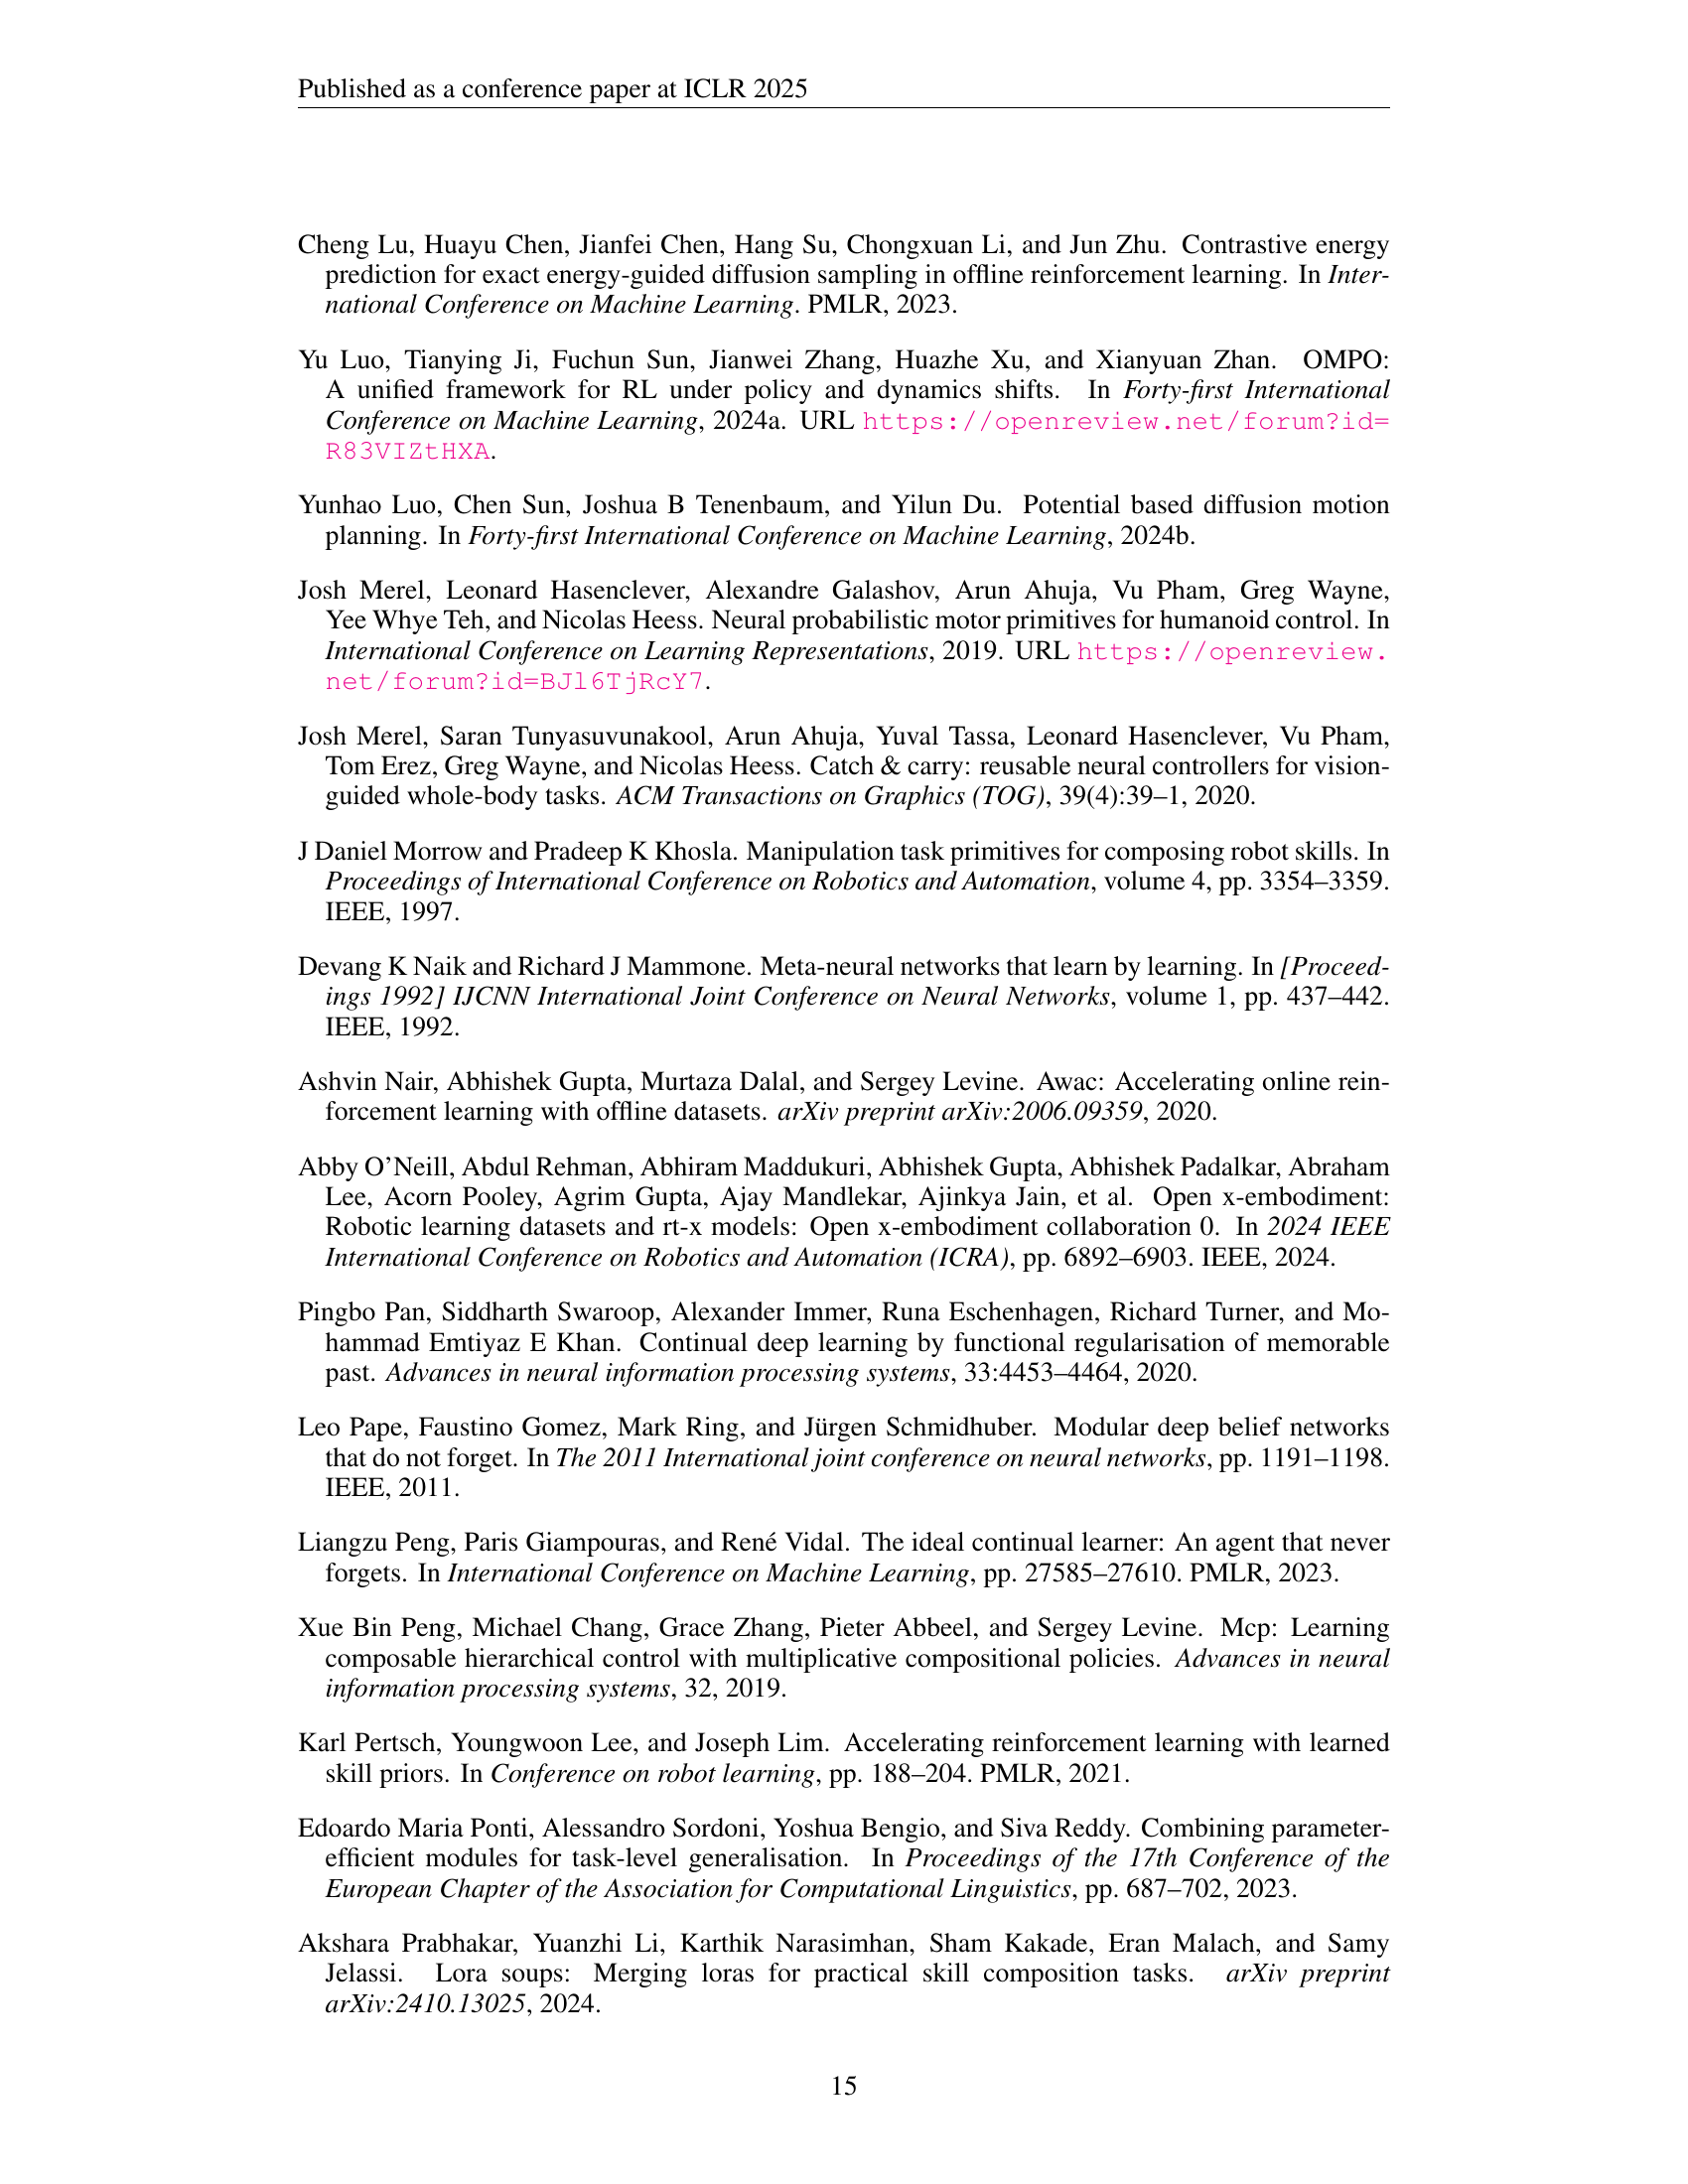 Published as a conference paper at ICLR 2025
Cheng Lu, Huayu Chen, Jianfei Chen, Hang Su, Chongxuan Li, and Jun Zhu. Contrastive energy
prediction for exact energy-guided diffusion sampling in offline reinforcement learning. In Inter-
national Conference on Machine Learning. PMLR, 2023.
Yu Luo, Tianying Ji, Fuchun Sun, Jianwei Zhang, Huazhe Xu, and Xianyuan Zhan. OMPO:
A unified framework for RL under policy and dynamics shifts. In Forty-first International
Conference on Machine Learning, 2024a. URL https://openreview.net/forum?id=
R83VIZtHXA.
Yunhao Luo, Chen Sun, Joshua B Tenenbaum, and Yilun Du. Potential based diffusion motion
planning. In Forty-first International Conference on Machine Learning, 2024b.
Josh Merel, Leonard Hasenclever, Alexandre Galashov, Arun Ahuja, Vu Pham, Greg Wayne,
Yee Whye Teh, and Nicolas Heess. Neural probabilistic motor primitives for humanoid control. In
International Conference on Learning Representations, 2019. URL https://openreview.
net/forum?id=BJl6TjRcY7.
Josh Merel, Saran Tunyasuvunakool, Arun Ahuja, Yuval Tassa, Leonard Hasenclever, Vu Pham,
Tom Erez, Greg Wayne, and Nicolas Heess. Catch & carry: reusable neural controllers for vision-
guided whole-body tasks. ACM Transactions on Graphics (TOG), 39(4):39–1, 2020.
J Daniel Morrow and Pradeep K Khosla. Manipulation task primitives for composing robot skills. In
Proceedings of International Conference on Robotics and Automation, volume 4, pp. 3354–3359.
IEEE, 1997.
Devang K Naik and Richard J Mammone. Meta-neural networks that learn by learning. In [Proceed-
ings 1992] IJCNN International Joint Conference on Neural Networks, volume 1, pp. 437–442.
IEEE, 1992.
Ashvin Nair, Abhishek Gupta, Murtaza Dalal, and Sergey Levine. Awac: Accelerating online rein-
forcement learning with offline datasets. arXiv preprint arXiv:2006.09359, 2020.
Abby O'Neill, Abdul Rehman, Abhiram Maddukuri, Abhishek Gupta, Abhishek Padalkar, Abraham
Lee, Acorn Pooley, Agrim Gupta, Ajay Mandlekar, Ajinkya Jain, et al. Open x-embodiment:
Robotic learning datasets and rt-x models: Open x-embodiment collaboration 0. In 2024 IEEE
International Conference on Robotics and Automation (ICRA), pp. 6892–6903. IEEE, 2024.
Pingbo Pan, Siddharth Swaroop, Alexander Immer, Runa Eschenhagen, Richard Turner, and Mo-
hammad Emtiyaz E Khan. Continual deep learning by functional regularisation of memorable
past. Advances in neural information processing systems, 33:4453–4464, 2020.
Leo Pape, Faustino Gomez, Mark Ring, and Jürgen Schmidhuber. Modular deep belief networks
that do not forget. In The 2011 International joint conference on neural networks, pp. 1191–1198.
IEEE, 2011.
Liangzu Peng, Paris Giampouras, and René Vidal. The ideal continual learner: An agent that never
forgets. In International Conference on Machine Learning, pp. 27585–27610. PMLR, 2023.
Xue Bin Peng, Michael Chang, Grace Zhang, Pieter Abbeel, and Sergey Levine. Mcp: Learning
composable hierarchical control with multiplicative compositional policies. Advances in neural
information processing systems, 32, 2019.
Karl Pertsch, Youngwoon Lee, and Joseph Lim. Accelerating reinforcement learning with learned
skill priors. In Conference on robot learning, pp. 188–204. PMLR, 2021.
Edoardo Maria Ponti, Alessandro Sordoni, Yoshua Bengio, and Siva Reddy. Combining parameter-
efficient modules for task-level generalisation. In Proceedings of the 17th Conference of the
European Chapter of the Association for Computational Linguistics, pp. 687–702, 2023.
Akshara Prabhakar, Yuanzhi Li, Karthik Narasimhan, Sham Kakade, Eran Malach, and Samy
Jelassi. Lora soups: Merging loras for practical skill composition tasks. arXiv preprint
arXiv:2410.13025, 2024.
15